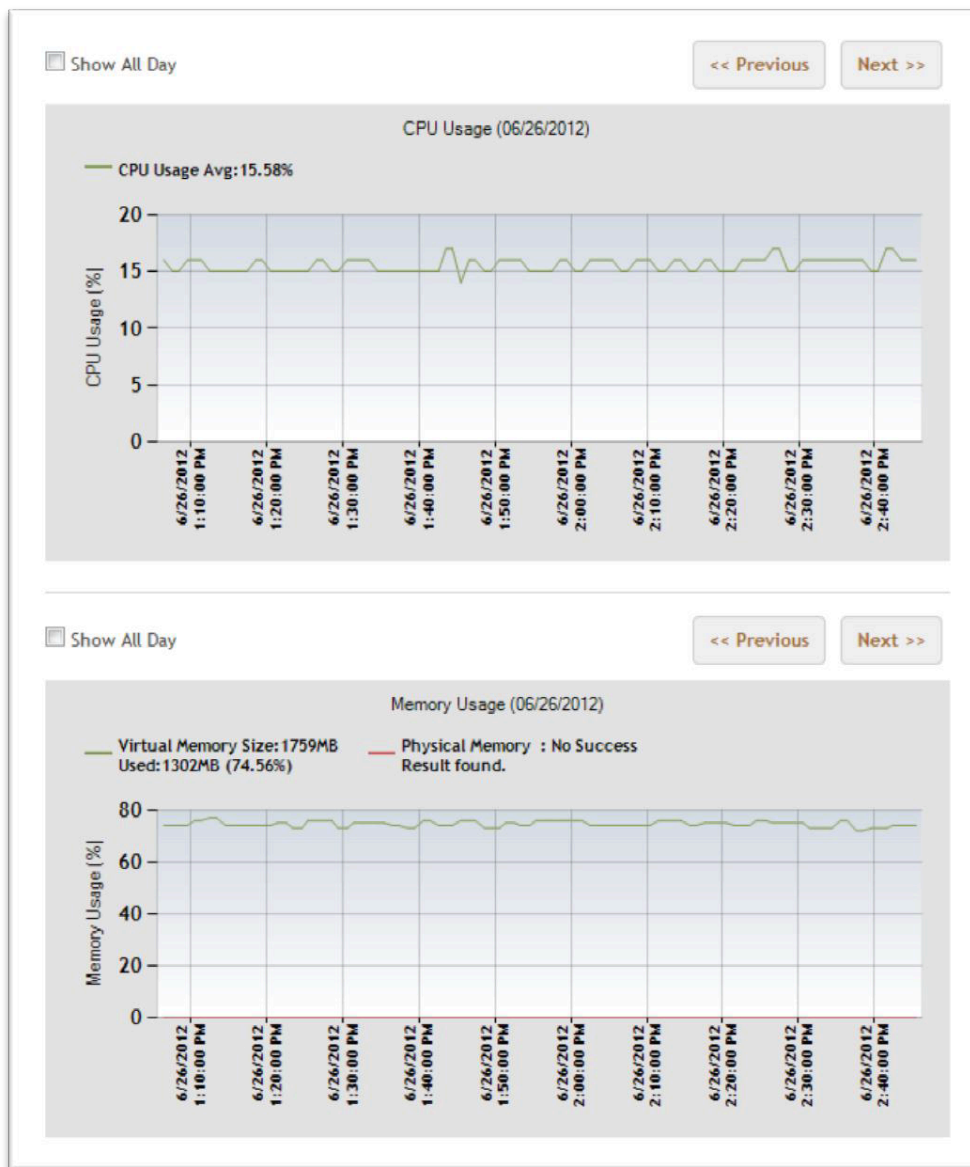 Show All Day
<< Previous
Next >>
CPU Usage (06/26/2012)
CPU Usage Avg:15.58%
CPU Usage (%)
20
15
10
5
0
6/26/2012
1:10:00 PM
6/26/2012
1:20:00 PM
6/26/2012
1:30:00 PM
6/26/2012
1:40:00 PM
6/26/2012
1:50:00 PM
6/26/2012
2:00:00 PM
6/26/2012
2:10:00 PM
6/26/2012
2:20:00 PM
6/26/2012
2:30:00 PM
6/26/2012
2:40:00 PM
Show All Day
<< Previous
Next >>
Memory Usage (06/26/2012)
Virtual Memory Size:1759MB
Used:1302MB (74.56%)
Physical Memory : No Success
Result found.
Memory Usage (%)
80
60
40
20
0
6/26/2012
1:10:00 PM
6/26/2012
1:20:00 PM
6/26/2012
1:30:00 PM
6/26/2012
1:40:00 PM
6/26/2012
1:50:00 PM
6/26/2012
2:00:00 PM
6/26/2012
2:10:00 PM
6/26/2012
2:20:00 PM
6/26/2012
2:30:00 PM
6/26/2012
2:40:00 PM